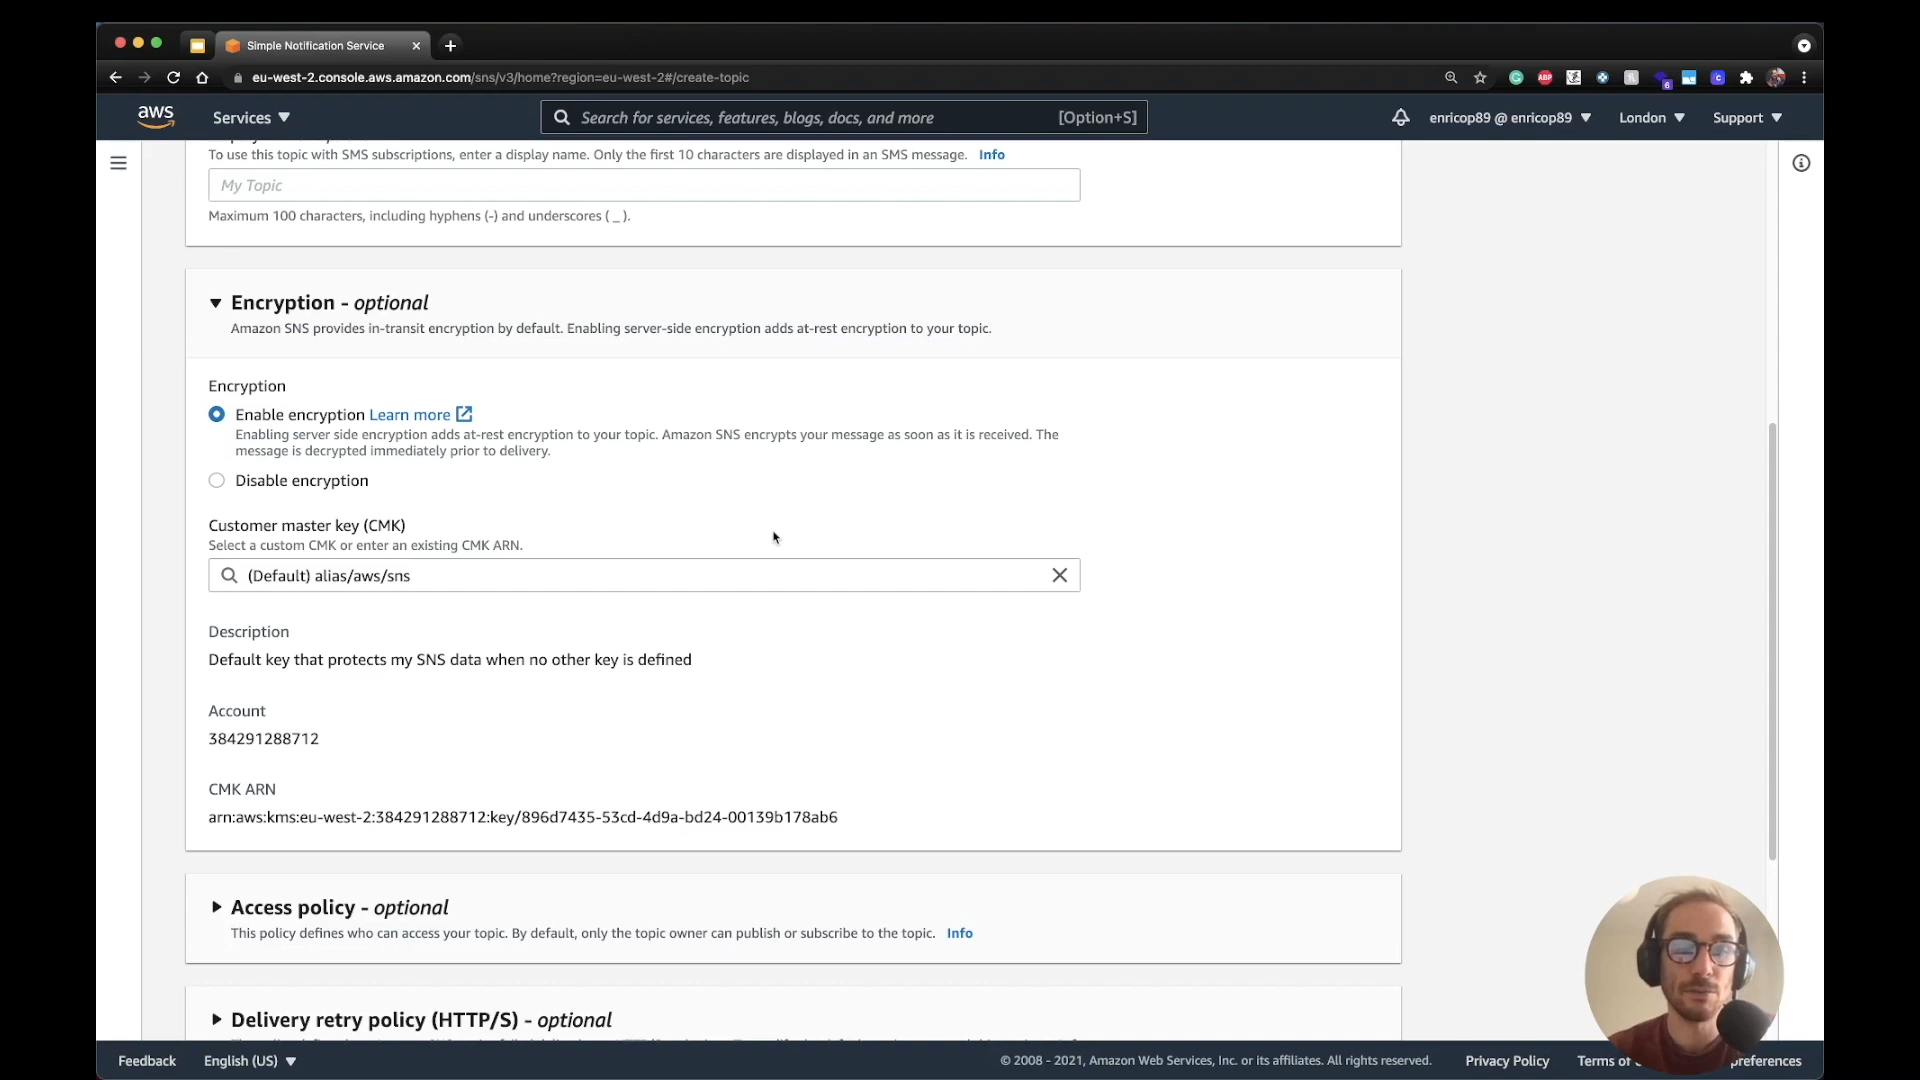 Simple Notification Service
eu-west-2.console.aws.amazon.com/sns/v3/home?region=eu-west-2#/create-topic
ABP
6
aws
Services
Search for services, features, blogs, docs, and more
[Option+S]
enricop89 @ enricop89
London
Support
To use this topic with SMS subscriptions, enter a display name. Only the first 10 characters are displayed in an SMS message. Info
My Topic
Maximum 100 characters, including hyphens (-) and underscores (_).
Encryption - optional
Amazon SNS provides in-transit encryption by default. Enabling server-side encryption adds at-rest encryption to your topic.
Encryption
Enable encryption Learn more
Enabling server side encryption adds at-rest encryption to your topic. Amazon SNS encrypts your message as soon as it is received. The
message is decrypted immediately prior to delivery.
Disable encryption
Customer master key (CMK)
Select a custom CMK or enter an existing CMK ARN.
(Default) alias/aws/sns
Description
Default key that protects my SNS data when no other key is defined
Account
384291288712
CMK ARN
arn:aws:kms:eu-west-2:384291288712:key/896d7435-53cd-4d9a-bd24-00139b178ab6
Access policy - optional
This policy defines who can access your topic. By default, only the topic owner can publish or subscribe to the topic. Info
Delivery retry policy (HTTP/S) - optional
Feedback
English (US)
© 2008 - 2021, Amazon Web Services, Inc. or its affiliates. All rights reserved.
Privacy Policy
Terms of
preferences